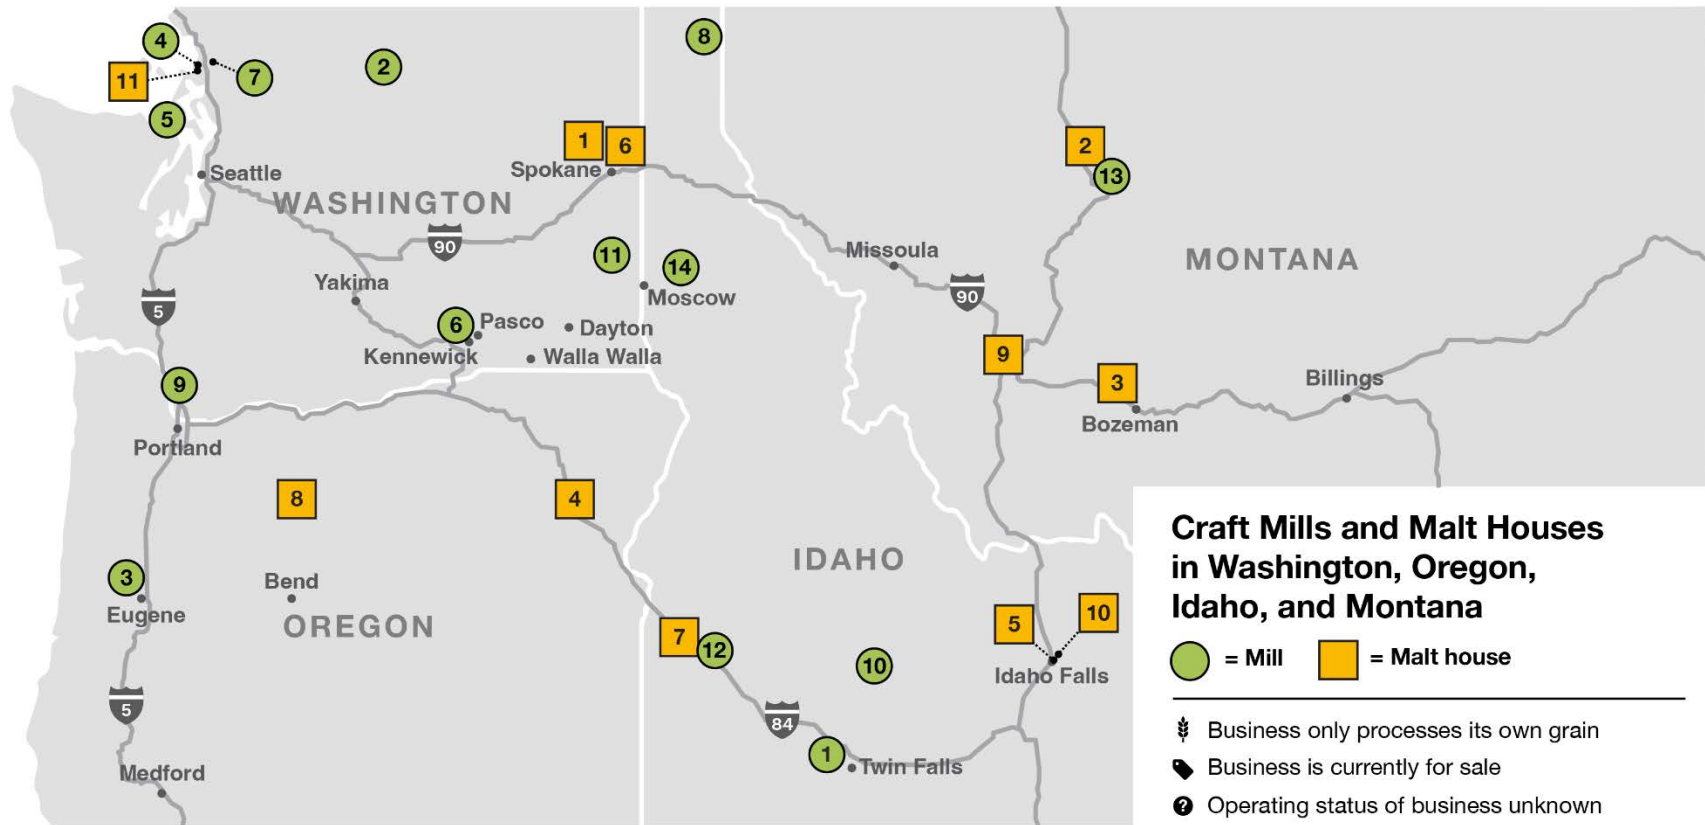 4
8
2
7
11
5
1
6
2
13
Spokane
Seattle
WASHINGTON
90
11
14
Missoula
MONTANA
Yakima
Moscow
90
5
6
Pasco
Dayton
Kennewick
Walla Walla
9
9
3
Billings
Bozeman
Portland
8
4
IDAHO
3
Bend
Eugene
OREGON
7
12
10
5
10
Idaho Falls
5
84
1
Twin Falls
Medford
Craft Mills and Malt Houses
in Washington, Oregon,
Idaho, and Montana
= Mill
= Malt house
Business only processes its own grain
Business is currently for sale
? Operating status of business unknown